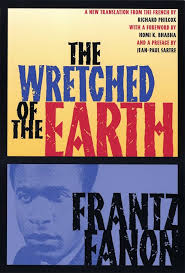 A NEW TRANSLATION FROM THE FRENCH BY
RICHARD PHILCOX
WITH A FOREWORD BY
HOMI K. BHABHA
AND A PREFACE BY
JEAN-PAUL SARTRE
THE
WRETCHED
OF THE
EARTH
FRANTZ
FANON